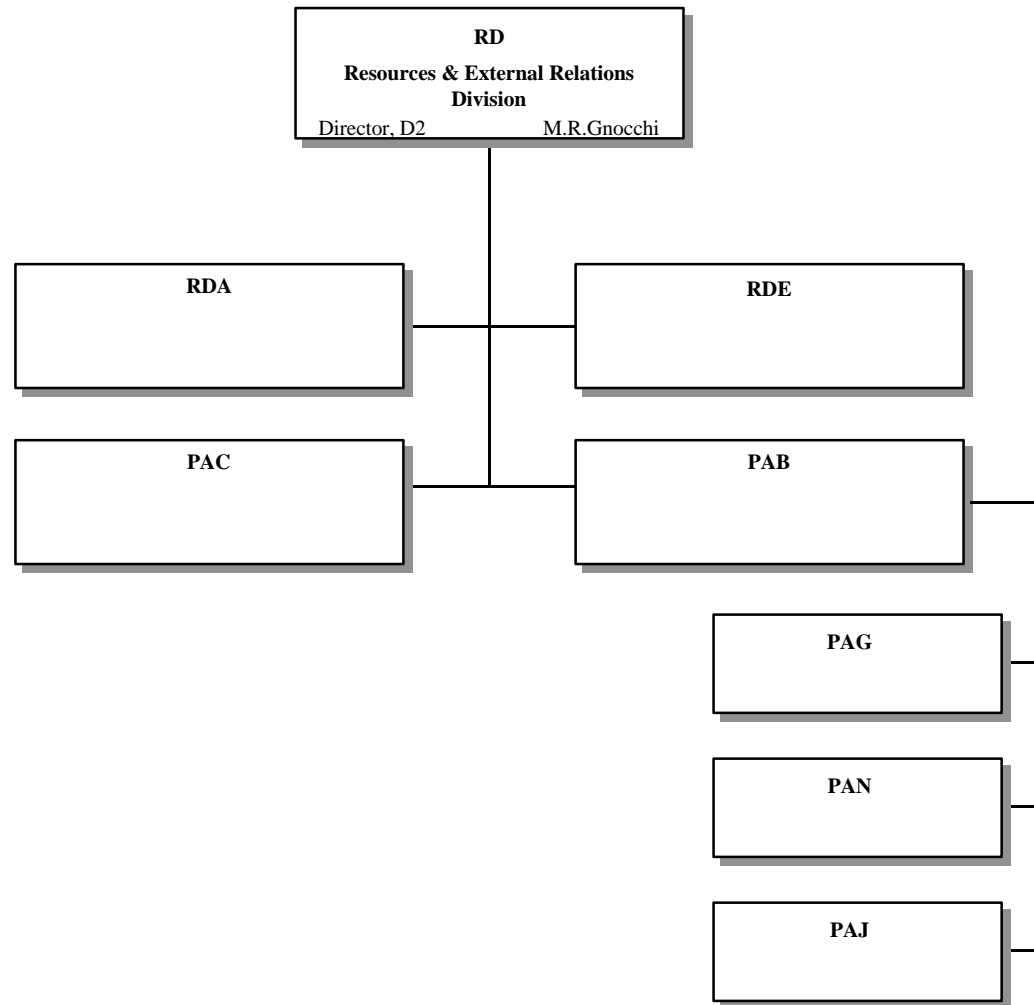 RD
Resources & External Relations
Division
Director, D2 M.R.Gnocchi
RDA
RDE
PAC
PAB
PAG
PAN
PAJ